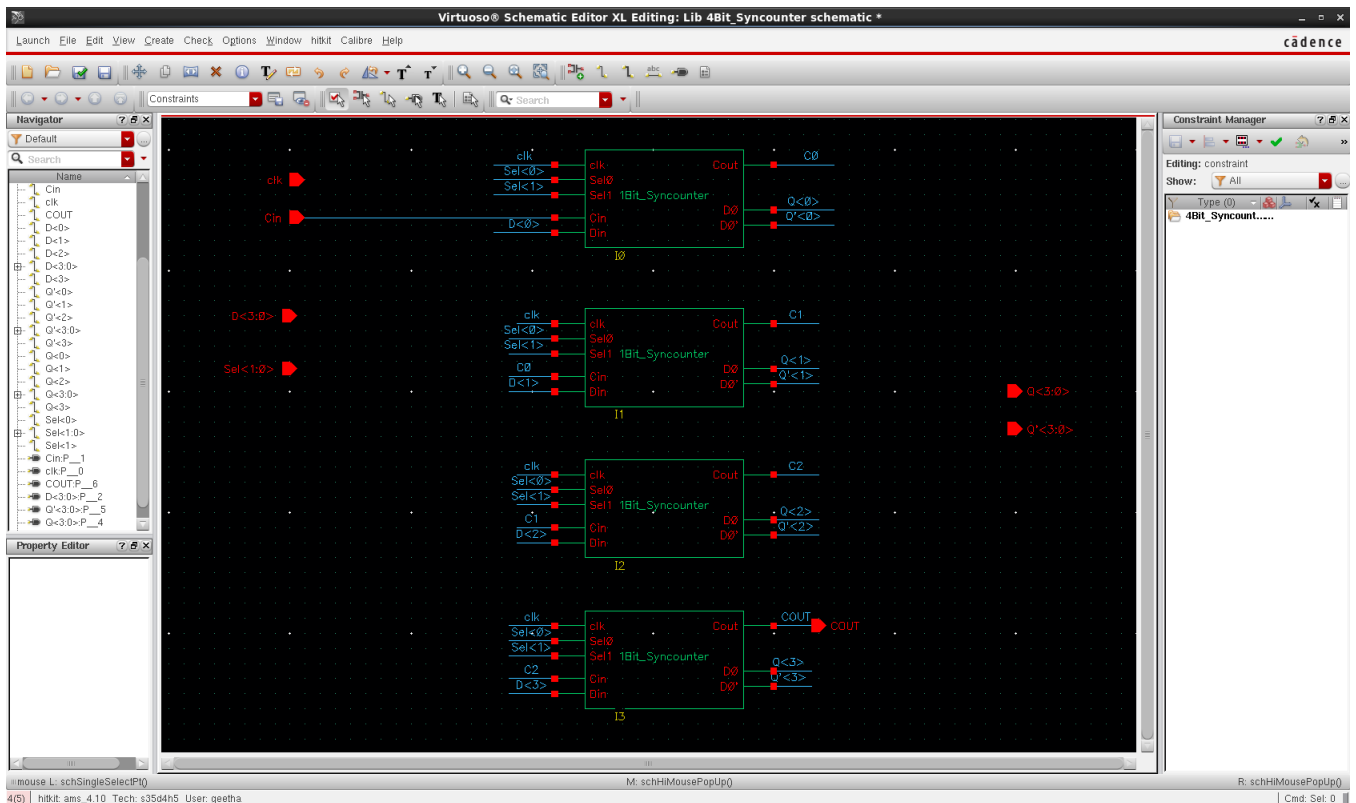 Virtuoso® Schematic Editor XL Editing: Lib 4Bit_Syncounter schematic *
Launch File Edit View Create Check Options Window hitkit Calibre Help
cādence
Constraints
Search
Navigator
Default
Search
Name
Cin
clk
COUT
D<0>
D<1>
D<2>
D<3:0>
D<3>
Q'<0>
Q'<1>
Q'<2>
Q'<3:0>
Q'<3>
Q<0>
Q<1>
Q<2>
Q<3:0>
Q<3>
Sel<0>
Sel<1:0>
Sel<1>
Cin:P__1
clk:P__0
COUT:P__6
D<3:0>:P__2
Q'<3:0>:P__5
Q<3:0>:P__4
Property Editor
clk
Cin
D<3:0>
Sel<1:0>
clk
Sel<0>
Sel<1>
D<0>
clk
Sel0
Sel1 1Bit_Syncounter
Cin
Din
Cout
D0
D0'
C0
Q<0>
Q'<0>
I0
clk
Sel<0>
Sel<1>
C0
D<1>
clk
Sel0
Sel1 1Bit_Syncounter
Cin
Din
Cout
D0
D0'
C1
Q<1>
Q'<1>
I1
clk
Sel<0>
Sel<1>
C1
D<2>
clk
Sel0
Sel1 1Bit_Syncounter
Cin
Din
Cout
D0
D0'
C2
Q<2>
Q'<2>
I2
clk
Sel<0>
Sel<1>
C2
D<3>
clk
Sel0
Sel1 1Bit_Syncounter
Cin
Din
Cout
D0
D0'
COUT
COUT
Q<3>
Q'<3>
I3
Q<3:0>
Q'<3:0>
Constraint Manager
Editing: constraint
Show: All
Type (0)
4Bit_Syncount......
mouse L: schSingleSelectPt()
M: schHiMousePopUp()
R: schHiMousePopUp()
4(5) hitkit: ams_4.10 Tech: s35d4h5 User: geetha
Cmd: Sel: 0